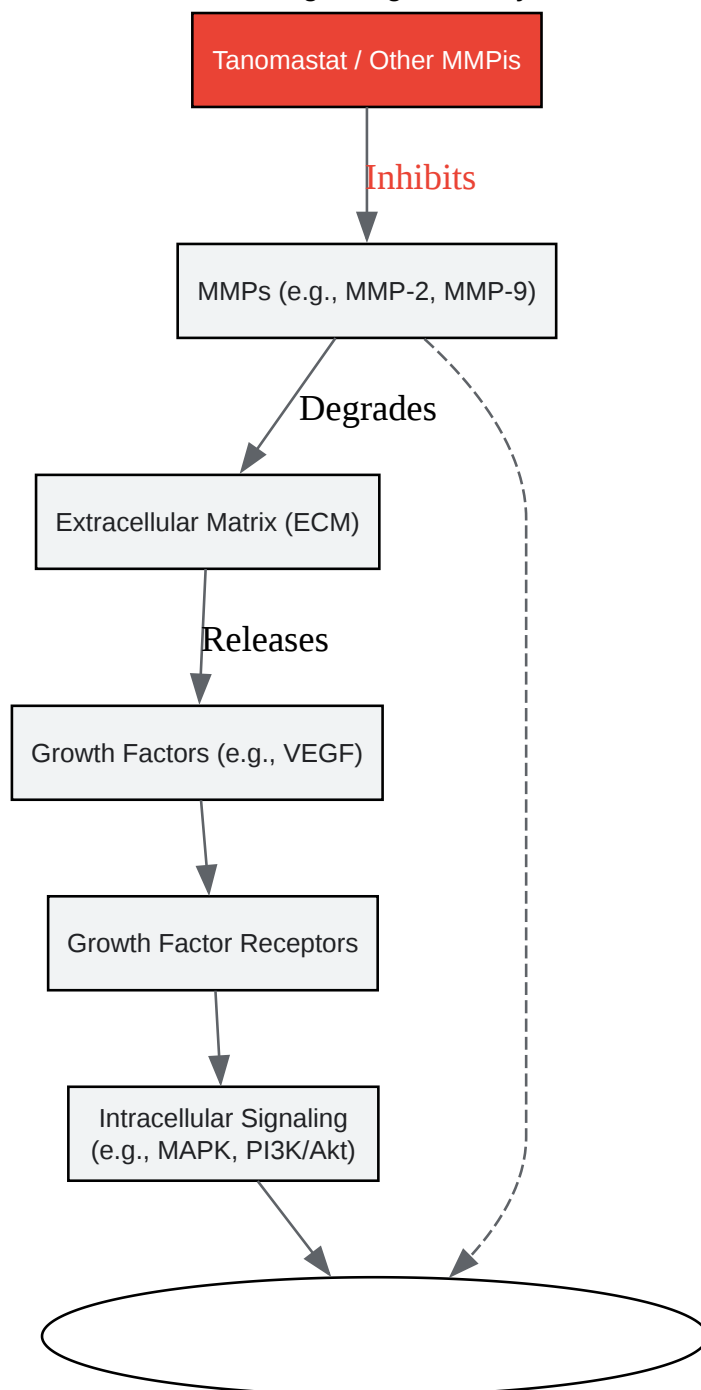 Tanomastat / Other MMPis
Inhibits
MMPs (e.g., MMP-2, MMP-9)
Degrades
Extracellular Matrix (ECM)
Releases
Growth Factors (e.g., VEGF)
Growth Factor Receptors
Intracellular Signaling
(e.g., MAPK, PI3K/Akt)